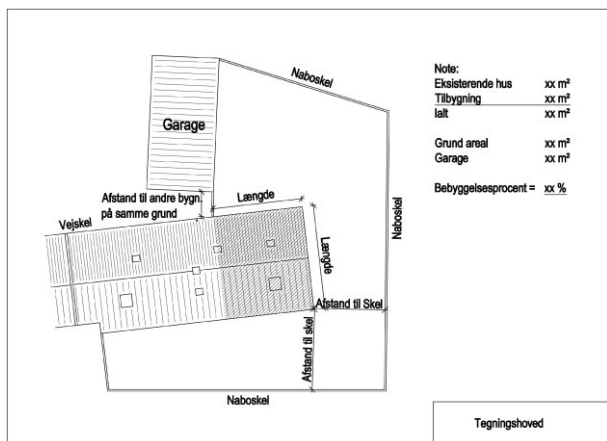 Naboskel
Note:
Eksisterende hus xx m²
Tilbygning xx m²
Ialt xx m²
Grund areal xx m²
Garage xx m²
Bebyggelsesprocent = xx %
Garage
Afstand til andre bygn.
på samme grund
Længde
Vejskel
Længde
Naboskel
Afstand til Skel
Afstand til skel
Naboskel
Tegningshoved